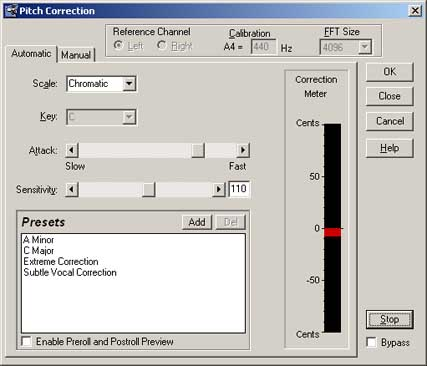 Pitch Correction
Reference Channel
Left Right
Calibration
A4 = 440 Hz
FFT Size
4096
Automatic Manual
Scale: Chromatic
Key: C
Attack:
Slow Fast
Sensitivity: 110
Presets
Add Del
A Minor
C Major
Extreme Correction
Subtle Vocal Correction
Enable Preroll and Postroll Preview
Correction
Meter
Cents
50
0
-50
Cents
OK
Close
Cancel
Help
Stop
Bypass